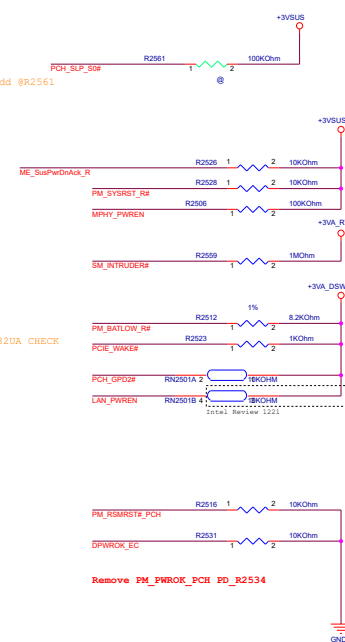 +3VSUS
R2561 100KOhm
PCH_SLP_S0# 1 2
@
dd @R2561
+3VSUS
R2526 1 2 10KOhm
ME_SusPwrDnAck_R
R2528 1 2 10KOhm
PM_SYSRST_R#
R2506 100KOhm
MPHY_PWREN 1 2
+3VA_R
R2559 1MOhm
SM_INTRUDER# 1 2
+3VA_DSW
1%
R2512 1 2 8.2KOhm
PM_BATLOW_R#
R2523 1KOhm
PCIE_WAKE# 1 2
82UA CHECK
PCH_GPD2# RN2501A 2 10KOHM
LAN_PWREN RN2501B 4 10KOHM
Intel Review 1221
R2516 1 2 10KOhm
PM_RSMRST#_PCH
R2531 10KOhm
DPWROK_EC 1 2
Remove PM_PWROK_PCH PD_R2534
GND